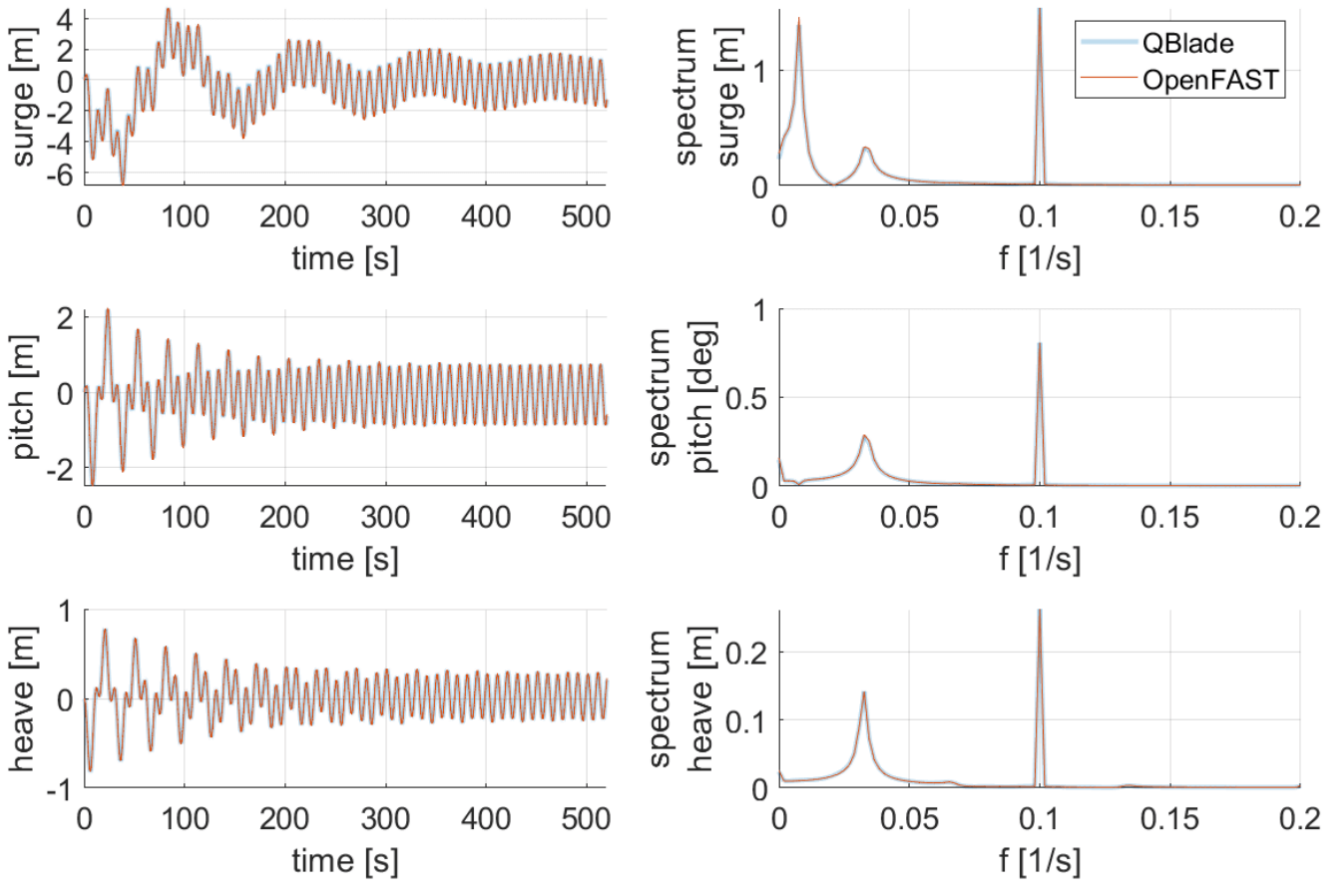 surge [m]
4
2
0
-2
-4
-6
0 100 200 300 400 500
time [s]
spectrum
surge [m]
1
0
0 0.05 0.1 0.15 0.2
f [1/s]
QBlade
OpenFAST
pitch [m]
2
0
-2
0 100 200 300 400 500
time [s]
spectrum
pitch [deg]
1
0.5
0
0 0.05 0.1 0.15 0.2
f [1/s]
heave [m]
1
0
-1
0 100 200 300 400 500
time [s]
spectrum
heave [m]
0.2
0.1
0
0 0.05 0.1 0.15 0.2
f [1/s]